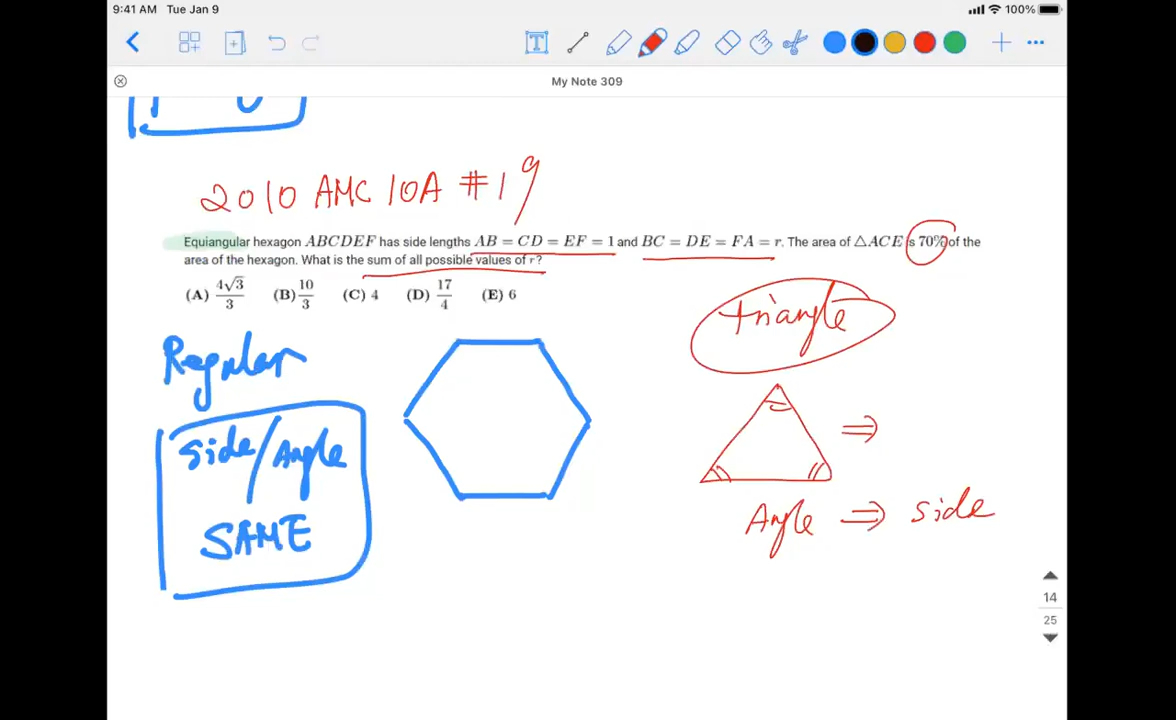 9:41 AM Tue Jan 9
100%
My Note 309
2010 AMC 10A #19
Equiangular hexagon ABCDEF has side lengths AB = CD = EF = 1 and BC = DE = FA = r. The area of △ACE is 70% of the
area of the hexagon. What is the sum of all possible values of r?
(A) 4√3/3 (B) 10/3 (C) 4 (D) 17/4 (E) 6
triangle
Regular
Side/Angle
SAME
⇒
Angle ⇒ side
14
25